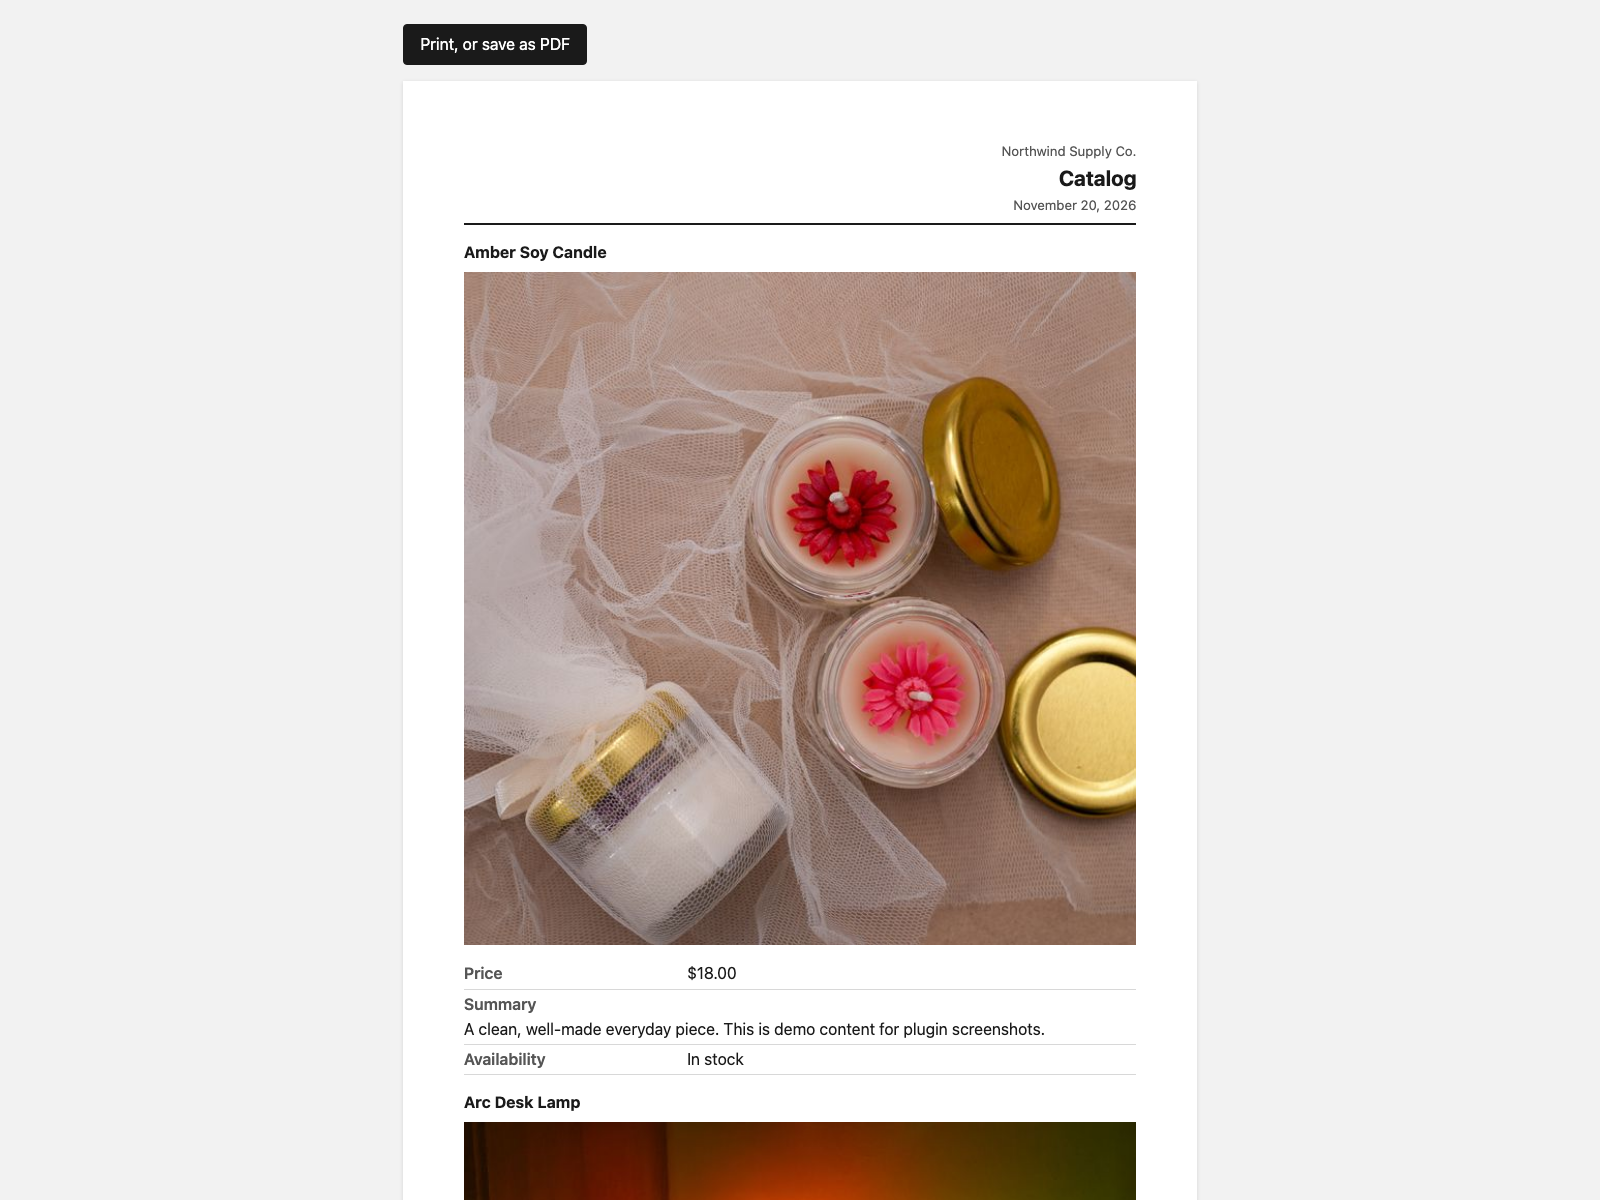 Print, or save as PDF
Northwind Supply Co.
Catalog
November 20, 2026
Amber Soy Candle
Price $18.00
Summary
A clean, well-made everyday piece. This is demo content for plugin screenshots.
Availability In stock
Arc Desk Lamp